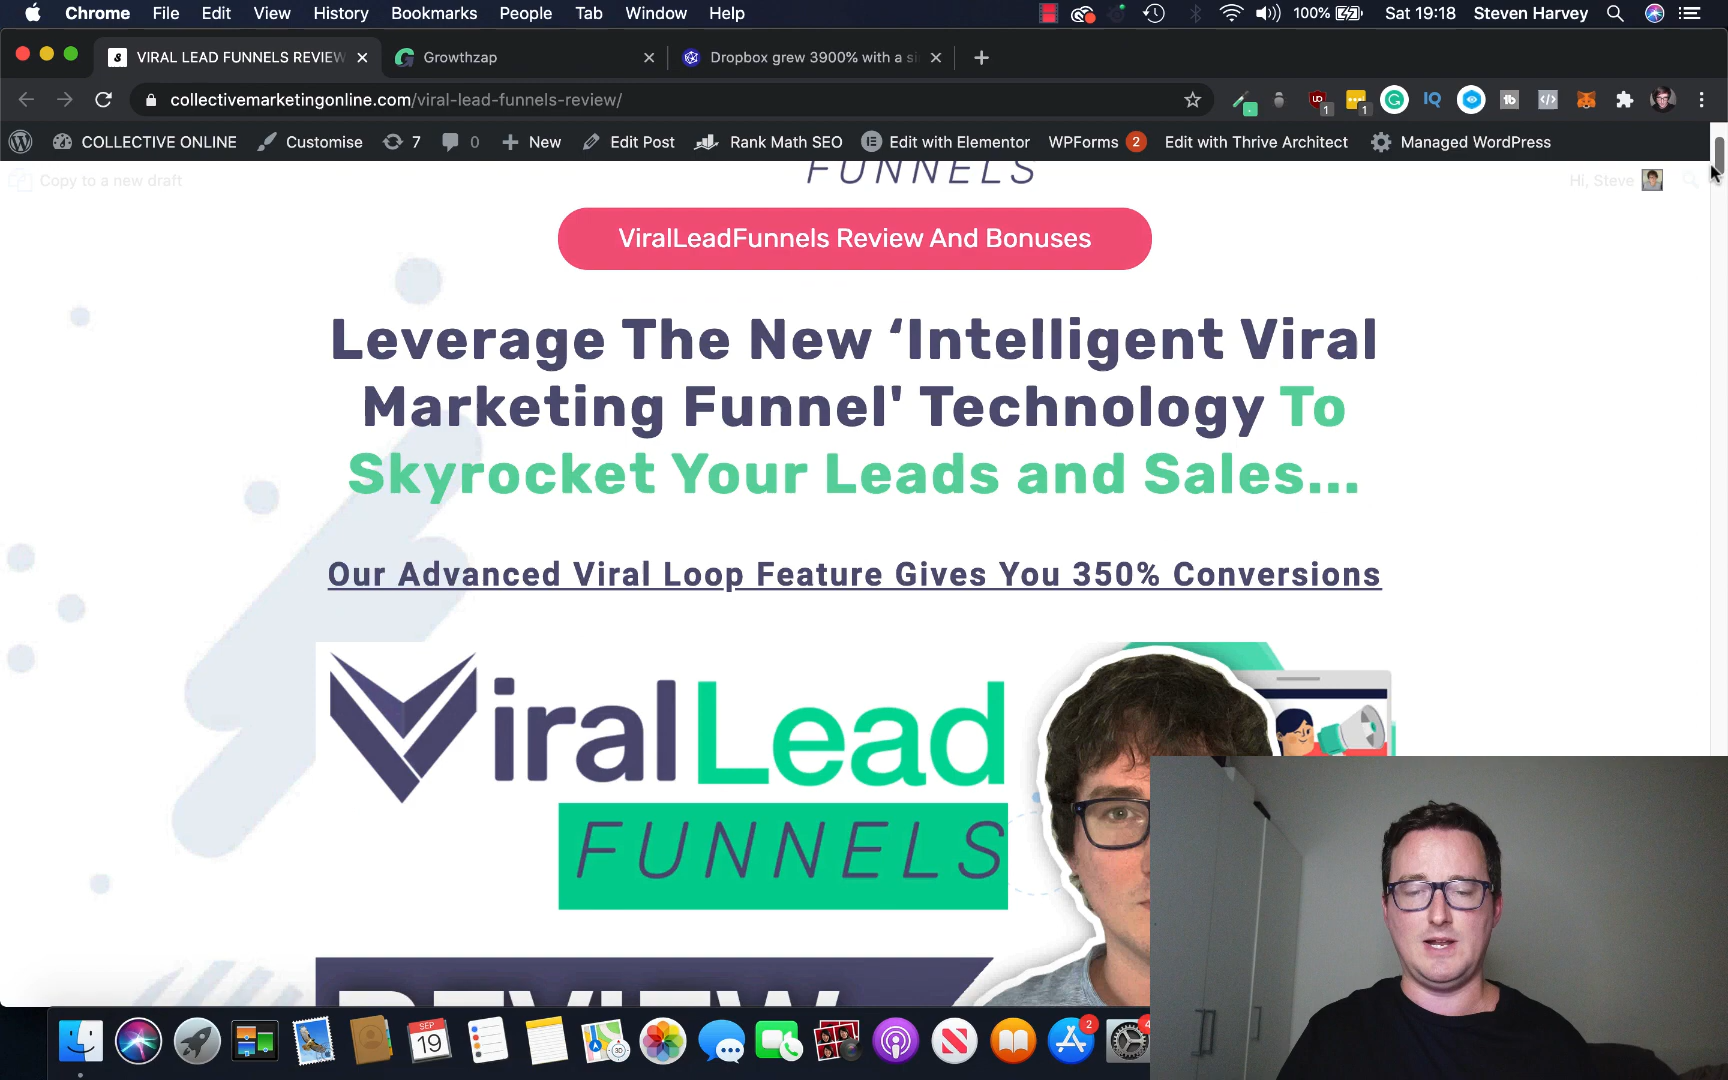 Chrome File Edit View History Bookmarks People Tab Window Help 100% Sat 19:18 Steven Harvey
VIRAL LEAD FUNNELS REVIEW Growthzap Dropbox grew 3900% with a si
collectivemarketingonline.com/viral-lead-funnels-review/
COLLECTIVE ONLINE Customise 7 0 New Edit Post Rank Math SEO Edit with Elementor WPForms 2 Edit with Thrive Architect Managed WordPress
Copy to a new draft Hi, Steve
FUNNELS
ViralLeadFunnels Review And Bonuses
Leverage The New ‘Intelligent Viral
Marketing Funnel' Technology To
Skyrocket Your Leads and Sales...
Our Advanced Viral Loop Feature Gives You 350% Conversions
ViralLead
FUNNELS
REVIEW
SEP
19
2